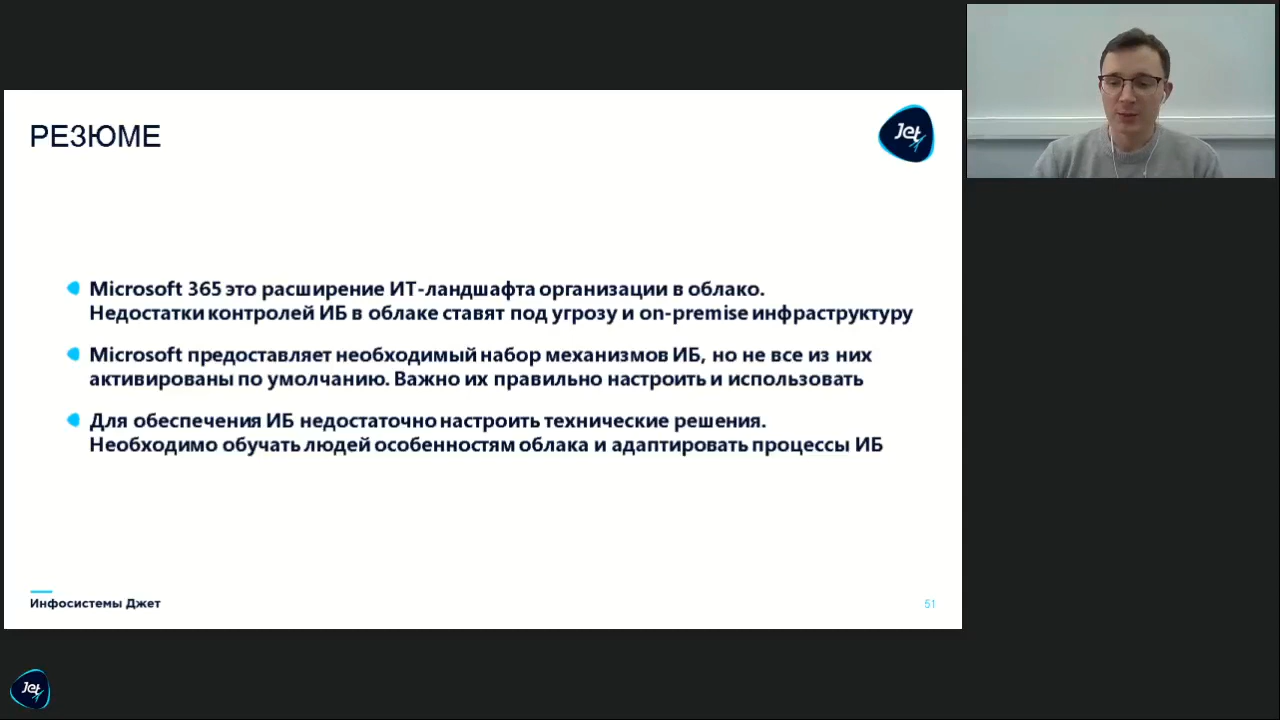 РЕЗЮМЕ
Jet
Microsoft 365 это расширение ИТ-ландшафта организации в облако.
Недостатки контролей ИБ в облаке ставят под угрозу и on-premise инфраструктуру
Microsoft предоставляет необходимый набор механизмов ИБ, но не все из них
активированы по умолчанию. Важно их правильно настроить и использовать
Для обеспечения ИБ недостаточно настроить технические решения.
Необходимо обучать людей особенностям облака и адаптировать процессы ИБ
Инфосистемы Джет
51
Jet